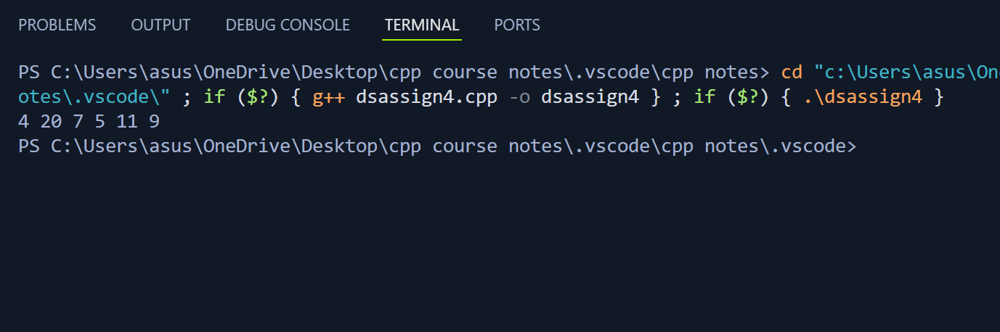 PROBLEMS OUTPUT DEBUG CONSOLE TERMINAL PORTS
PS C:\Users\asus\OneDrive\Desktop\cpp course notes\.vscode\cpp notes> cd "c:\Users\asus\On
otes\.vscode\" ; if ($?) { g++ dsassign4.cpp -o dsassign4 } ; if ($?) { .\dsassign4 }
4 20 7 5 11 9
PS C:\Users\asus\OneDrive\Desktop\cpp course notes\.vscode\cpp notes\.vscode>